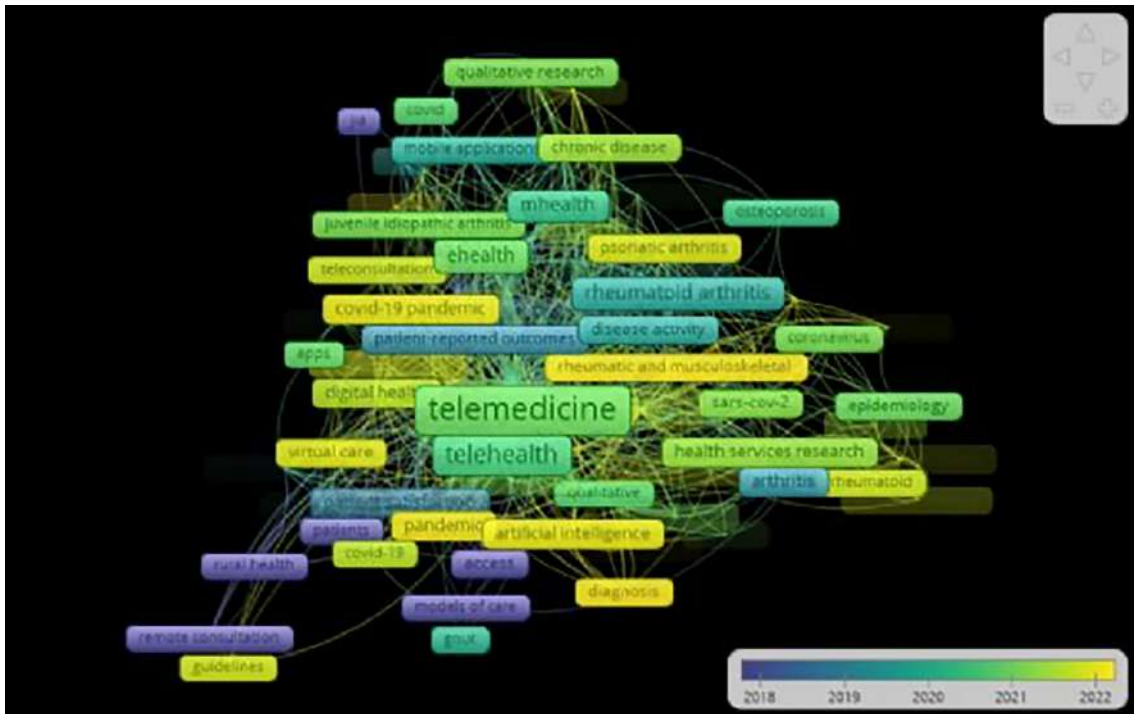 qualitative research
covid
jia
mobile applications
chronic disease
mhealth
osteoporosis
juvenile idiopathic arthritis
ehealth
psoriatic arthritis
teleconsultation
rheumatoid arthritis
covid-19 pandemic
disease activity
patient-reported outcomes
coronavirus
apps
rheumatic and musculoskeletal
digital health
telemedicine
sars-cov-2
epidemiology
virtual care
telehealth
health services research
arthritis
rheumatoid
qualitative
patients
pandemic
artificial intelligence
covid-19
rural health
access
diagnosis
models of care
remote consultation
gout
guidelines
2018 2019 2020 2021 2022